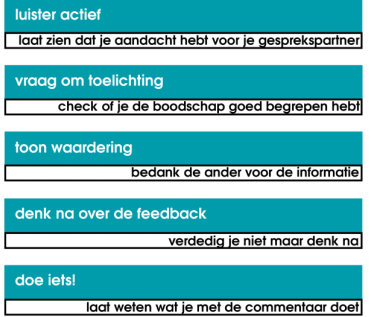 luister actief
laat zien dat je aandacht hebt voor je gesprekspartner
vraag om toelichting
check of je de boodschap goed begrepen hebt
toon waardering
bedank de ander voor de informatie
denk na over de feedback
verdedig je niet maar denk na
doe iets!
laat weten wat je met de commentaar doet